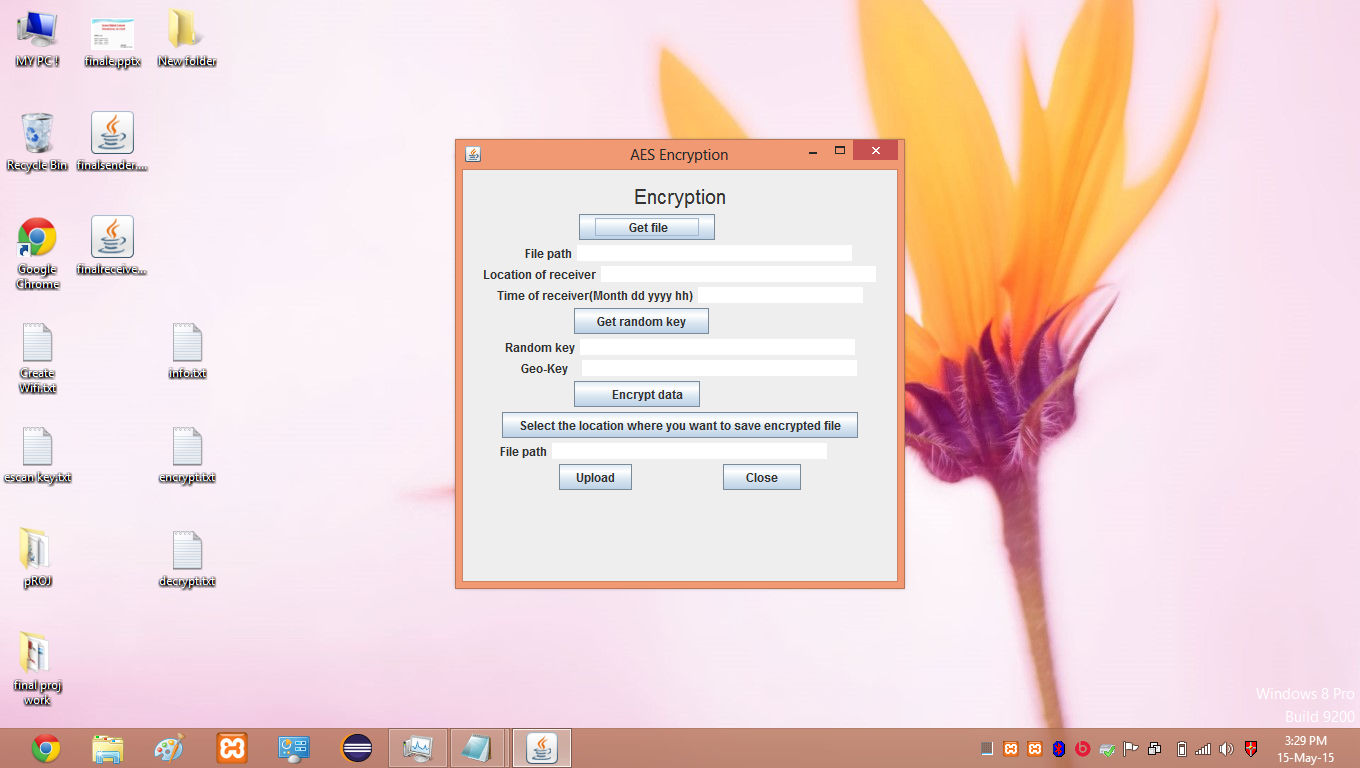 MY PC !
finale.pptx
New folder
Recycle Bin
finalsender....
Google
Chrome
finalreceive...
Create
Wifi.txt
info.txt
escan key.txt
encrypt.txt
pROJ
decrypt.txt
final proj
work
AES Encryption
Encryption
Get file
File path
Location of receiver
Time of receiver(Month dd yyyy hh)
Get random key
Random key
Geo-Key
Encrypt data
Select the location where you want to save encrypted file
File path
Upload Close
Windows 8 Pro
Build 9200
3:29 PM
15-May-15